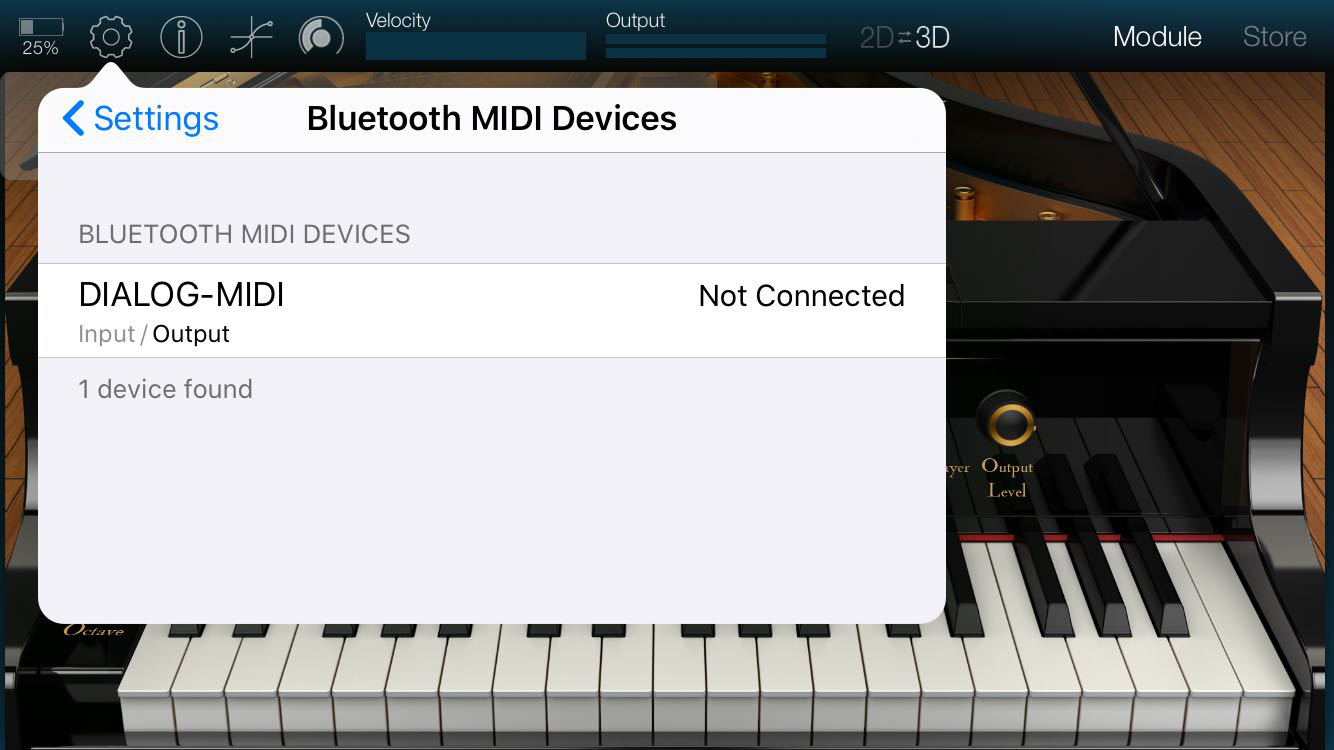 Velocity
Output
25%
2D⇄3D
Module
Store
Settings
Bluetooth MIDI Devices
BLUETOOTH MIDI DEVICES
DIALOG-MIDI
Not Connected
Input / Output
1 device found
Output
Level
Octave